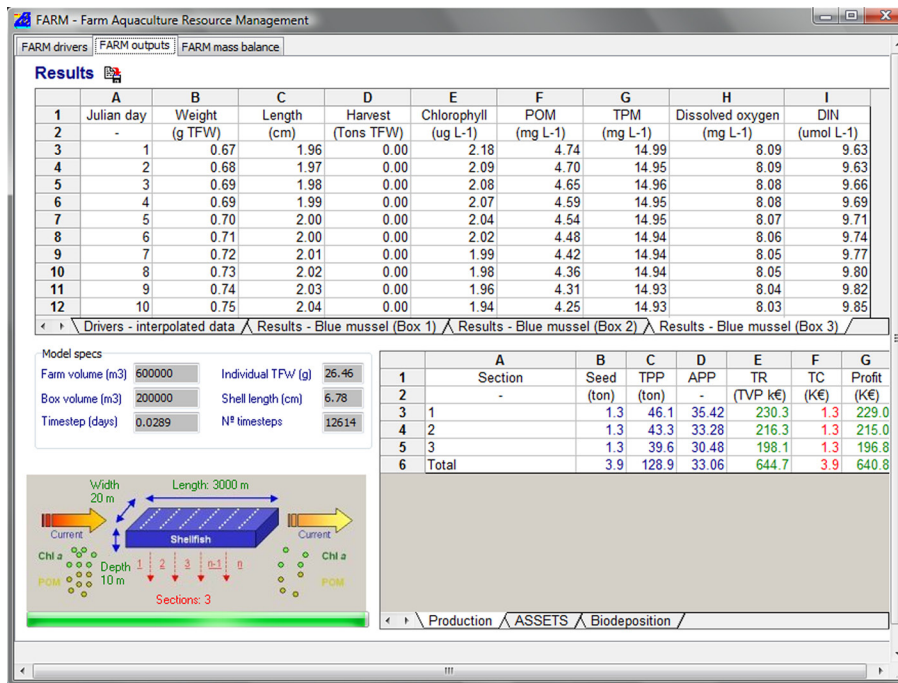 FARM - Farm Aquaculture Resource Management
FARM drivers FARM outputs FARM mass balance
Results
A B C D E F G H I
1 Julian day Weight Length Harvest Chlorophyll POM TPM Dissolved oxygen DIN
2 - (g TFW) (cm) (Tons TFW) (ug L-1) (mg L-1) (mg L-1) (mg L-1) (umol L-1)
3 1 0.67 1.96 0.00 2.18 4.74 14.99 8.09 9.63
4 2 0.68 1.97 0.00 2.09 4.70 14.95 8.09 9.63
5 3 0.69 1.98 0.00 2.08 4.65 14.96 8.08 9.66
6 4 0.69 1.99 0.00 2.07 4.59 14.95 8.08 9.69
7 5 0.70 2.00 0.00 2.04 4.54 14.95 8.07 9.71
8 6 0.71 2.00 0.00 2.02 4.48 14.94 8.06 9.74
9 7 0.72 2.01 0.00 1.99 4.42 14.94 8.05 9.77
10 8 0.73 2.02 0.00 1.98 4.36 14.94 8.05 9.80
11 9 0.74 2.03 0.00 1.96 4.31 14.93 8.04 9.82
12 10 0.75 2.04 0.00 1.94 4.25 14.93 8.03 9.85
Drivers - interpolated data Results - Blue mussel (Box 1) Results - Blue mussel (Box 2) Results - Blue mussel (Box 3)
Model specs
Farm volume (m3) 600000 Individual TFW (g) 26.46
Box volume (m3) 200000 Shell length (cm) 6.78
Timestep (days) 0.0289 Nº timesteps 12614
A B C D E F G
1 Section Seed TPP APP TR TC Profit
2 - (ton) (ton) - (TVP k€) (K€) (K€)
3 1 1.3 46.1 35.42 230.3 1.3 229.0
4 2 1.3 43.3 33.28 216.3 1.3 215.0
5 3 1.3 39.6 30.48 198.1 1.3 196.8
6 Total 3.9 128.9 33.06 644.7 3.9 640.8
Width
20 m
Length: 3000 m
Current
Shellfish
Current
Chl a
POM
Depth
10 m
1 2 3 n-1 n
Chl a
POM
Sections: 3
Production ASSETS Biodeposition